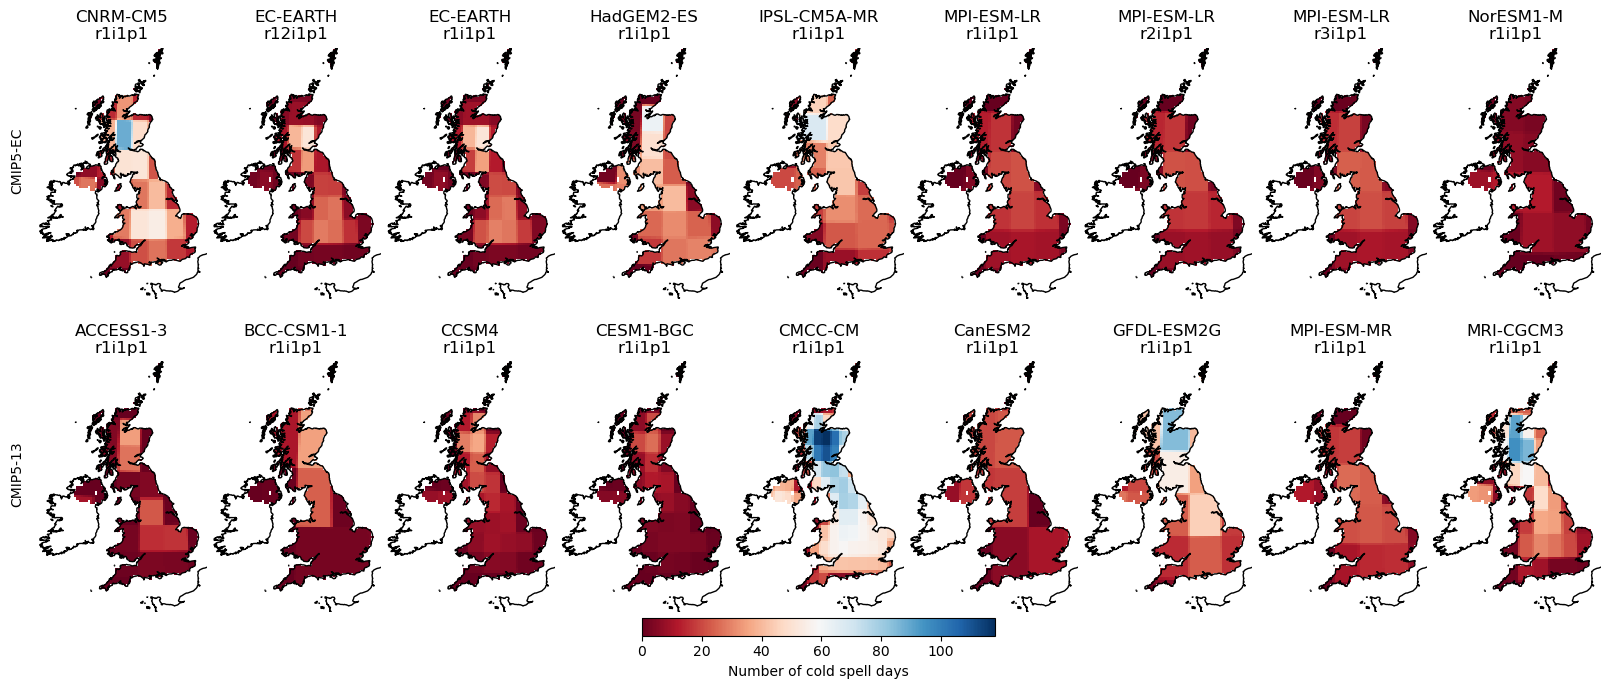 CNRM-CM5
r1i1p1
EC-EARTH
r12i1p1
EC-EARTH
r1i1p1
HadGEM2-ES
r1i1p1
IPSL-CM5A-MR
r1i1p1
MPI-ESM-LR
r1i1p1
MPI-ESM-LR
r2i1p1
MPI-ESM-LR
r3i1p1
NorESM1-M
r1i1p1
CMIP5-EC
ACCESS1-3
r1i1p1
BCC-CSM1-1
r1i1p1
CCSM4
r1i1p1
CESM1-BGC
r1i1p1
CMCC-CM
r1i1p1
CanESM2
r1i1p1
GFDL-ESM2G
r1i1p1
MPI-ESM-MR
r1i1p1
MRI-CGCM3
r1i1p1
CMIP5-13
0 20 40 60 80 100
Number of cold spell days